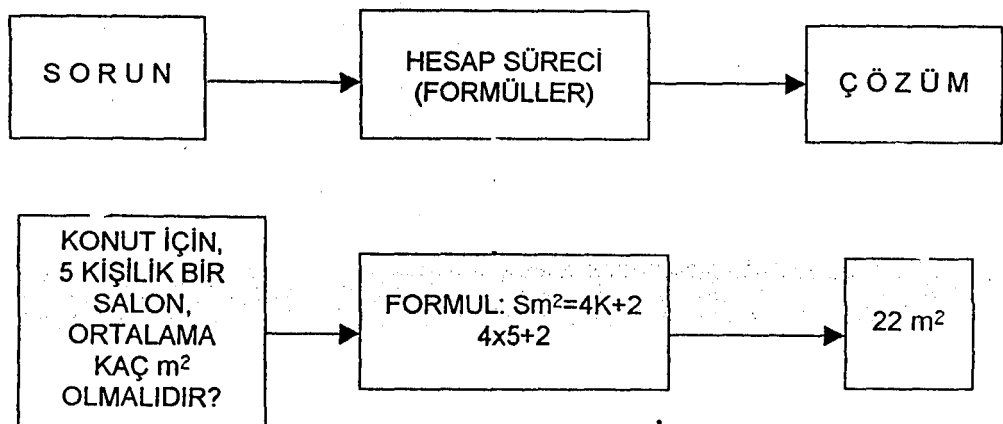 SORUN
HESAP SÜRECİ
(FORMÜLLER)
ÇÖZÜM
KONUT İÇİN,
5 KİŞİLİK BİR
SALON,
ORTALAMA
KAÇ m²
OLMALIDIR?
FORMUL: Sm²=4K+2
4x5+2
22 m²